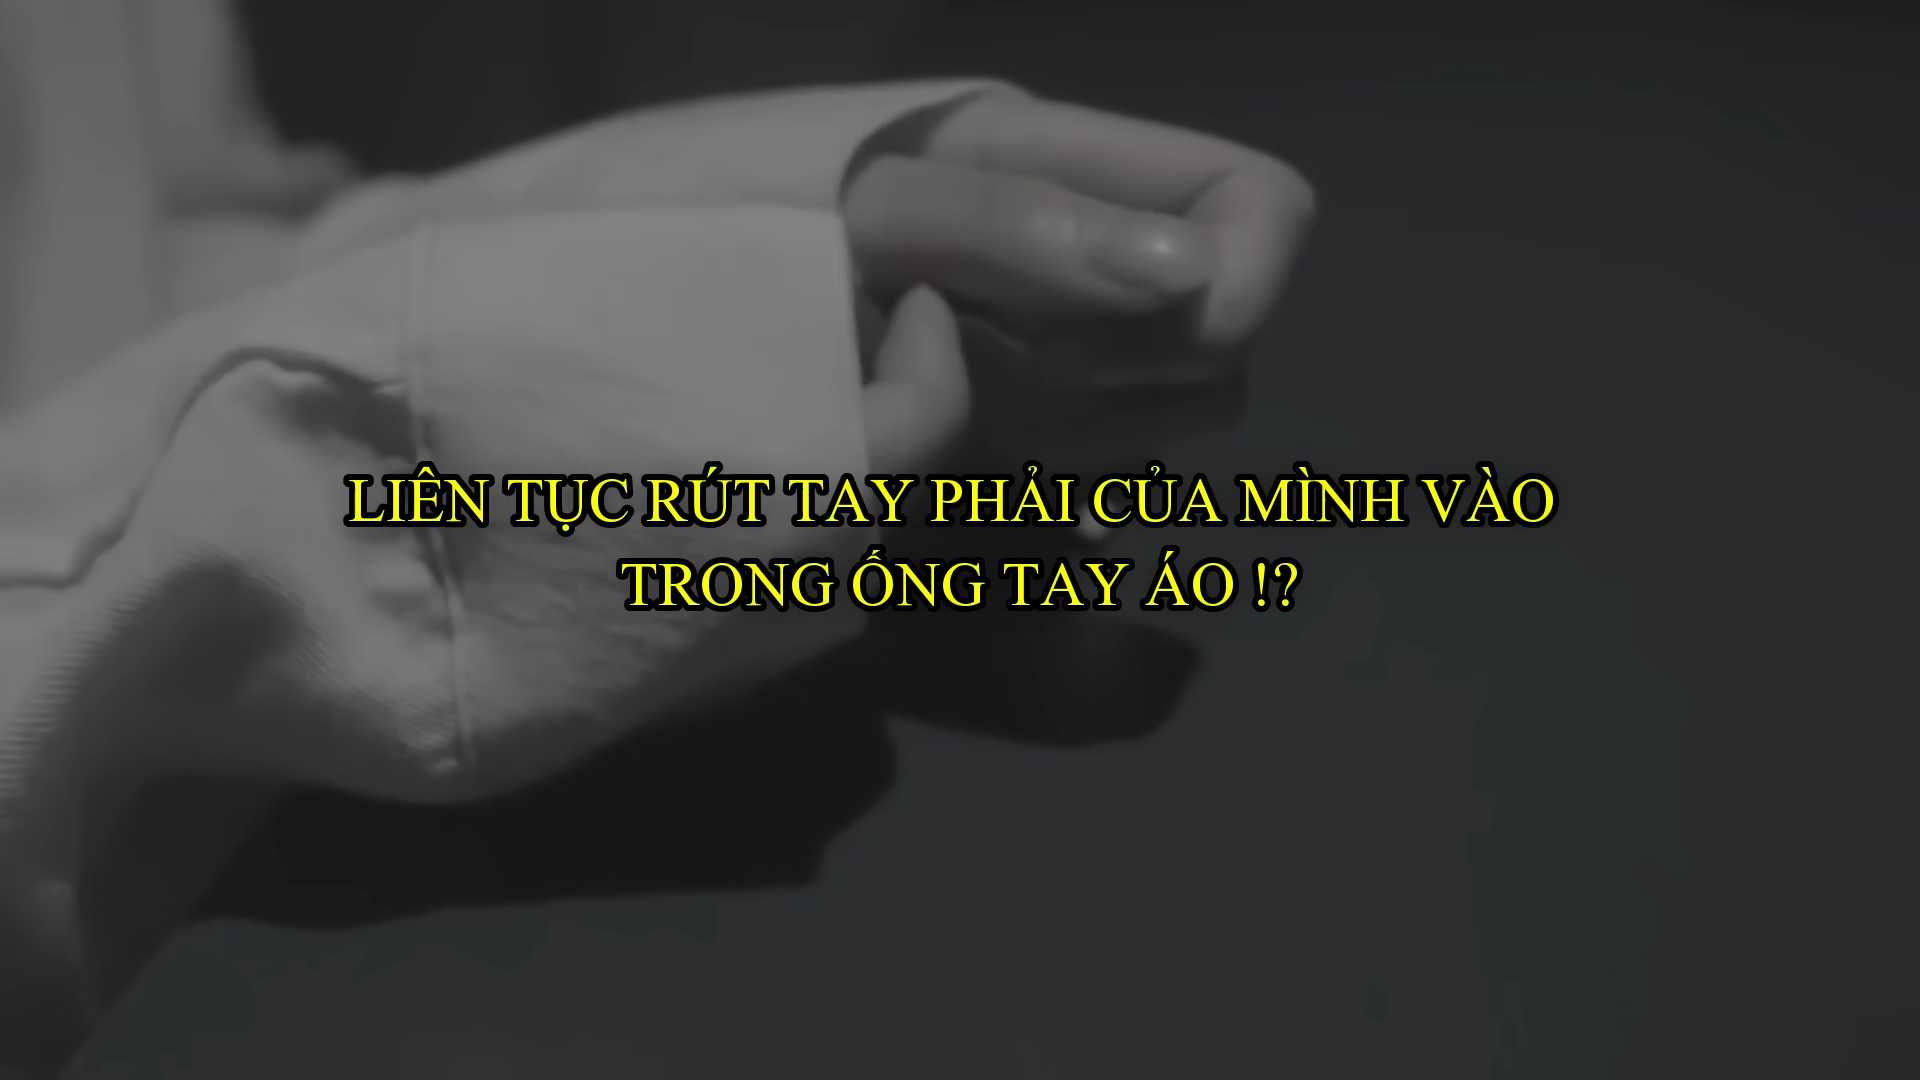 LIÊN TỤC RÚT TAY PHẢI CỦA MÌNH VÀO
TRONG ỐNG TAY ÁO !?